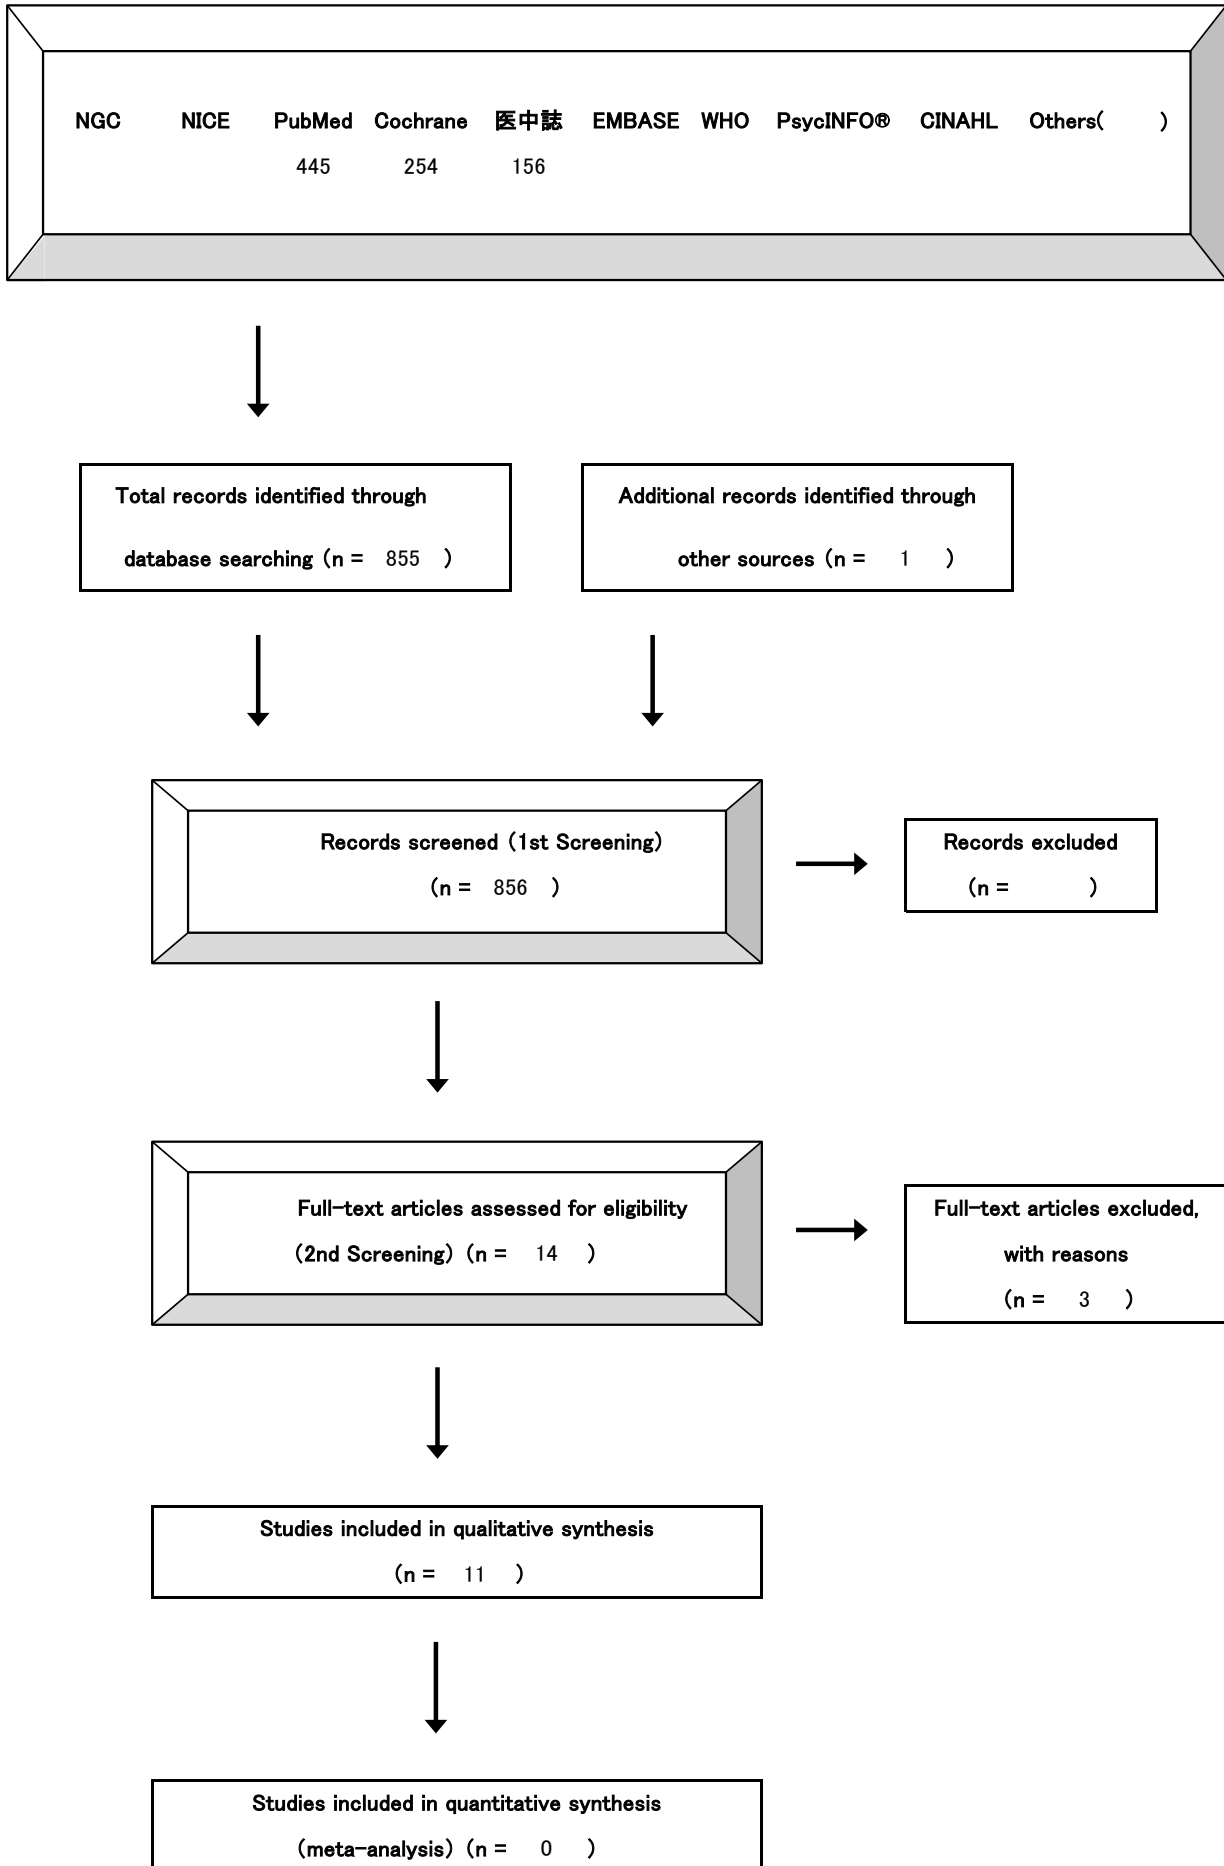 NGC NICE PubMed Cochrane 医中誌 EMBASE WHO PsycINFO® CINAHL Others( )
445 254 156
Total records identified through
database searching (n = 855 )
Additional records identified through
other sources (n = 1 )
Records screened (1st Screening)
(n = 856 )
Records excluded
(n = )
Full-text articles assessed for eligibility
(2nd Screening) (n = 14 )
Full-text articles excluded,
with reasons
(n = 3 )
Studies included in qualitative synthesis
(n = 11 )
Studies included in quantitative synthesis
(meta-analysis) (n = 0 )